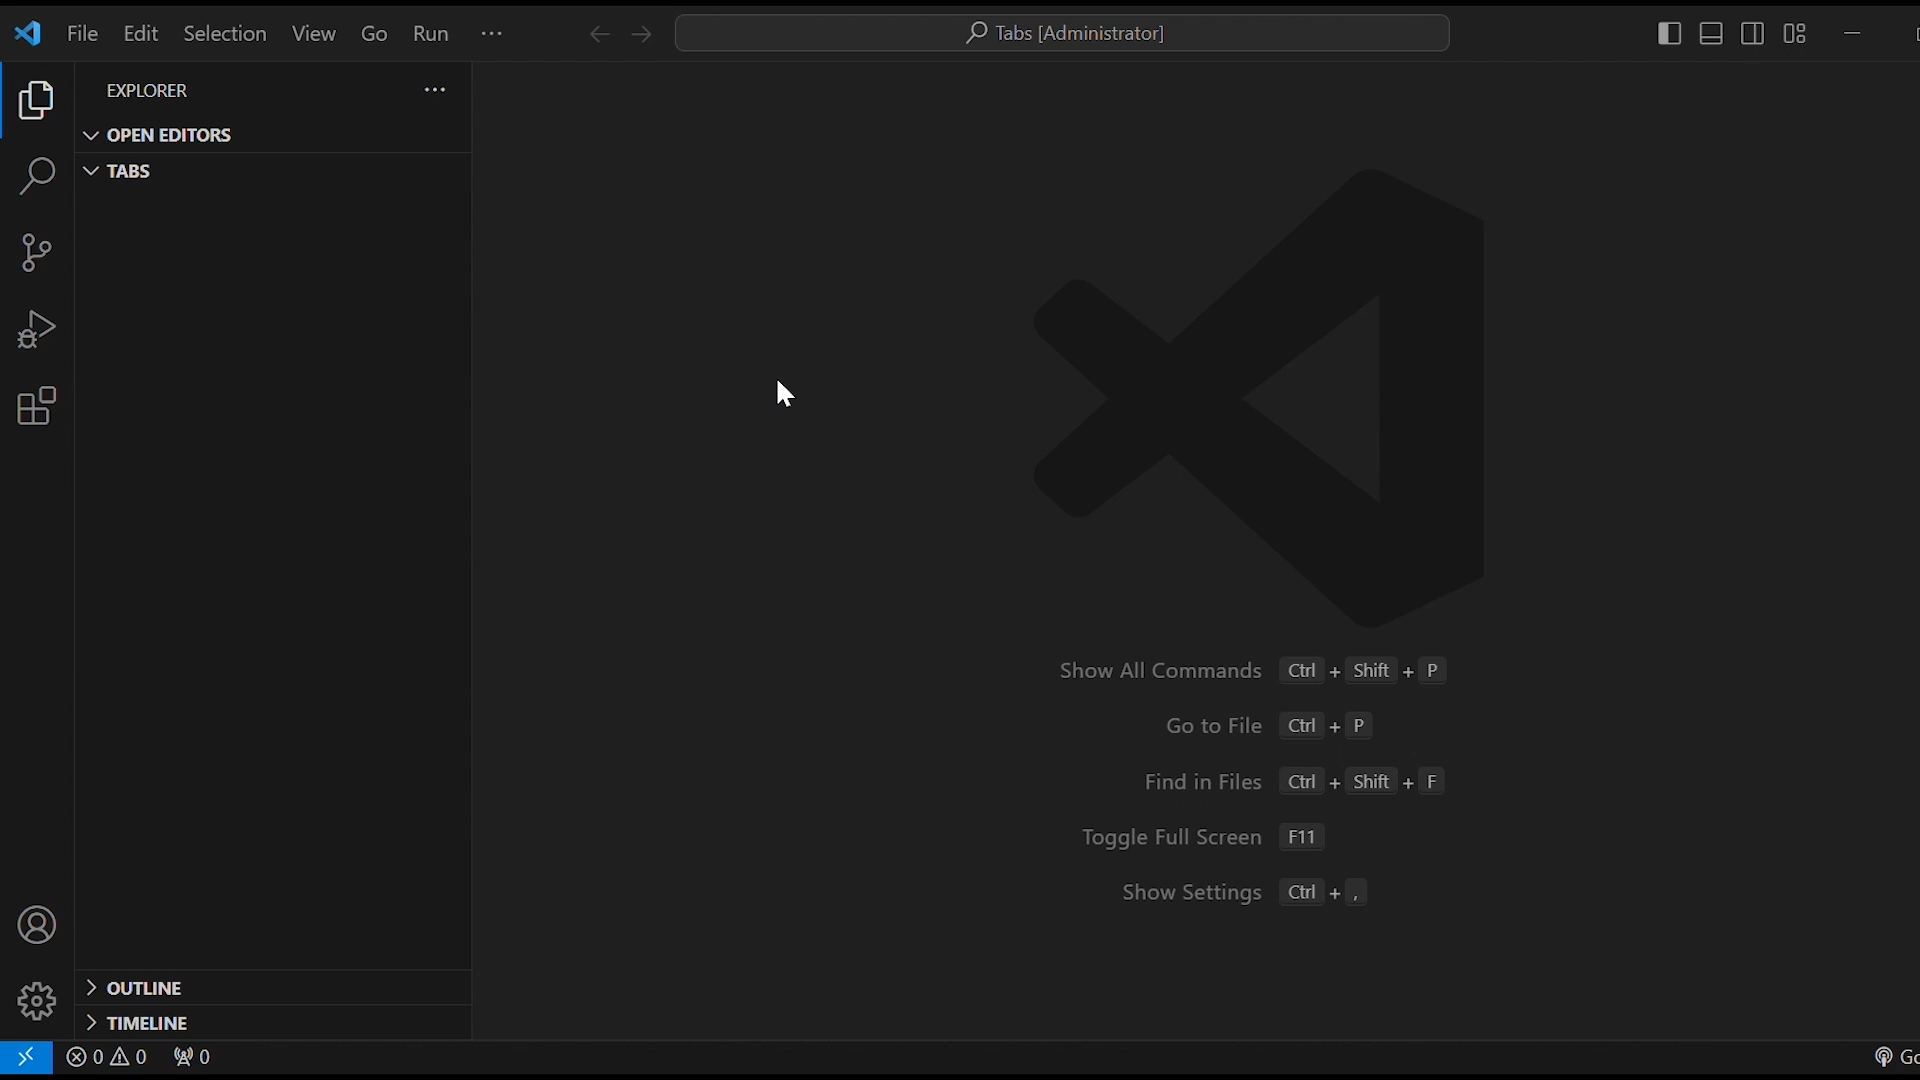 File Edit Selection View Go Run ...
Tabs [Administrator]
EXPLORER ...
OPEN EDITORS
TABS
Show All Commands Ctrl + Shift + P
Go to File Ctrl + P
Find in Files Ctrl + Shift + F
Toggle Full Screen F11
Show Settings Ctrl + ,
OUTLINE
TIMELINE
0 0 0
Go